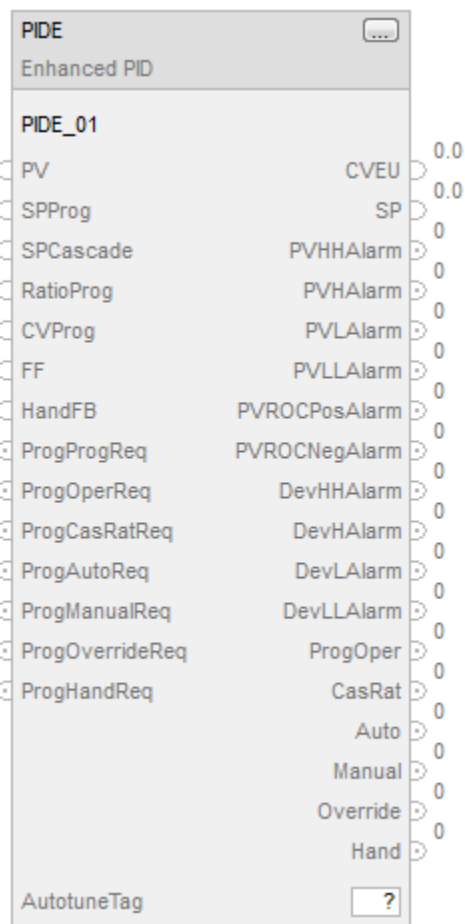 PIDE ...
Enhanced PID
PIDE_01
0.0
PV CVEU
0.0
SPProg SP
0
SPCascade PVHHAlarm
0
RatioProg PVHAlarm
0
CVProg PVLAlarm
0
FF PVLLAlarm
0
HandFB PVROCPosAlarm
0
ProgProgReq PVROCNegAlarm
0
ProgOperReq DevHHAlarm
0
ProgCasRatReq DevHAlarm
0
ProgAutoReq DevLAlarm
0
ProgManualReq DevLLAlarm
0
ProgOverrideReq ProgOper
0
ProgHandReq CasRat
0
Auto
0
Manual
0
Override
0
Hand
AutotuneTag ?